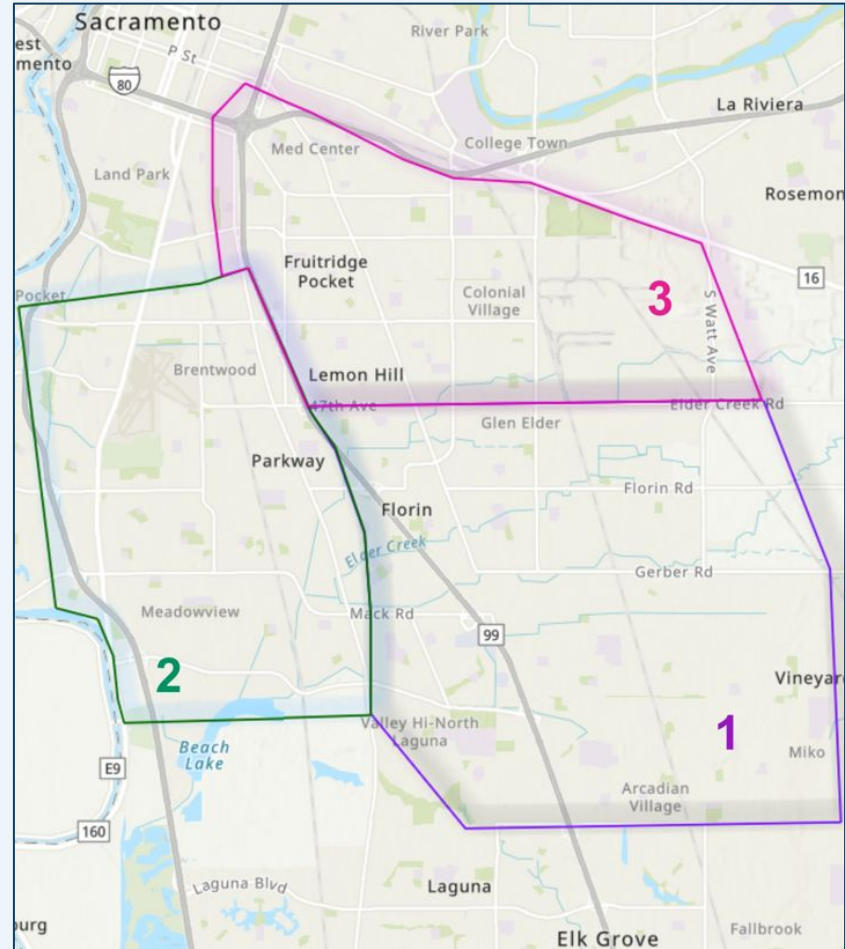 Sacramento
River Park
est
mento
P St
80
La Riviera
College Town
Med Center
Land Park
Rosemon
Fruitridge
Pocket
16
Pocket
Colonial
Village
3
S Watt Ave
Brentwood
Lemon Hill
47th Ave
Elder Creek Rd
Glen Elder
Parkway
Florin Rd
Florin
Elder Creek
Gerber Rd
Meadowview
Mack Rd
99
2
Vineyar
Valley Hi-North
Laguna
1
Beach
Lake
Miko
E9
Arcadian
Village
160
Laguna Blvd
Laguna
burg
Elk Grove
Fallbrook